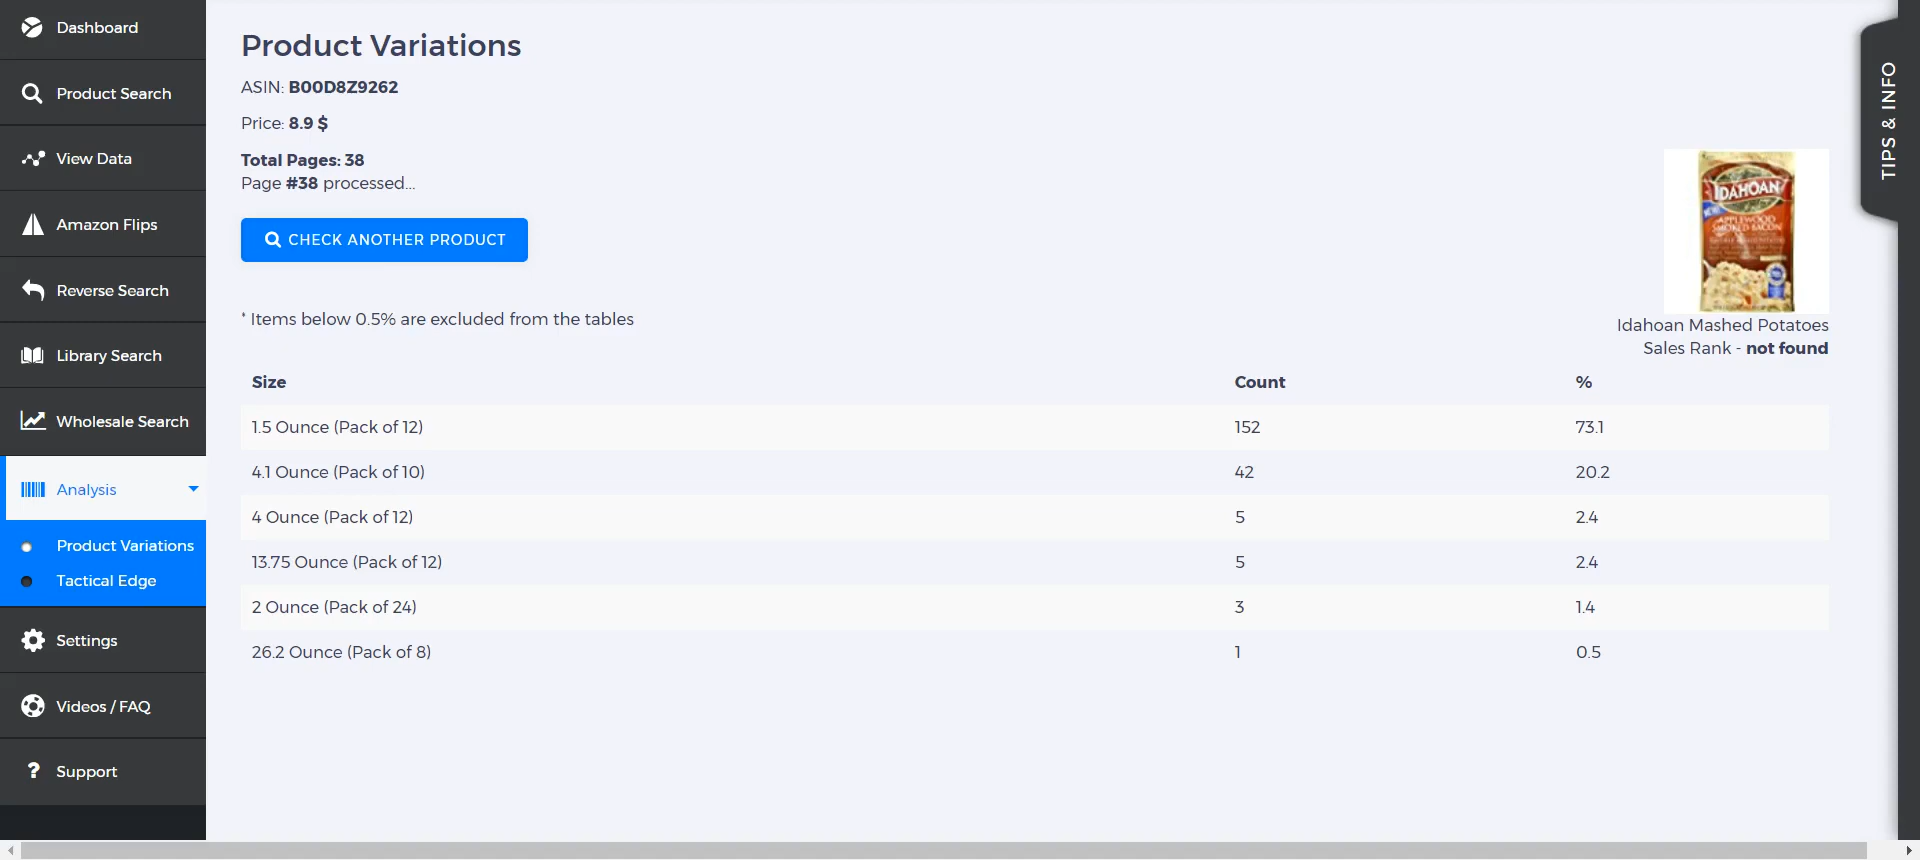 Dashboard
Product Search
View Data
Amazon Flips
Reverse Search
Library Search
Wholesale Search
Analysis
Product Variations
Tactical Edge
Settings
Videos / FAQ
Support
Product Variations
ASIN: B00D8Z9262
Price: 8.9 $
Total Pages: 38
Page #38 processed...
CHECK ANOTHER PRODUCT
* Items below 0.5% are excluded from the tables
IDAHOAN
APPLEWOOD
SMOKED BACON
Idahoan Mashed Potatoes
Sales Rank - not found
Size Count %
1.5 Ounce (Pack of 12) 152 73.1
4.1 Ounce (Pack of 10) 42 20.2
4 Ounce (Pack of 12) 5 2.4
13.75 Ounce (Pack of 12) 5 2.4
2 Ounce (Pack of 24) 3 1.4
26.2 Ounce (Pack of 8) 1 0.5
TIPS & INFO